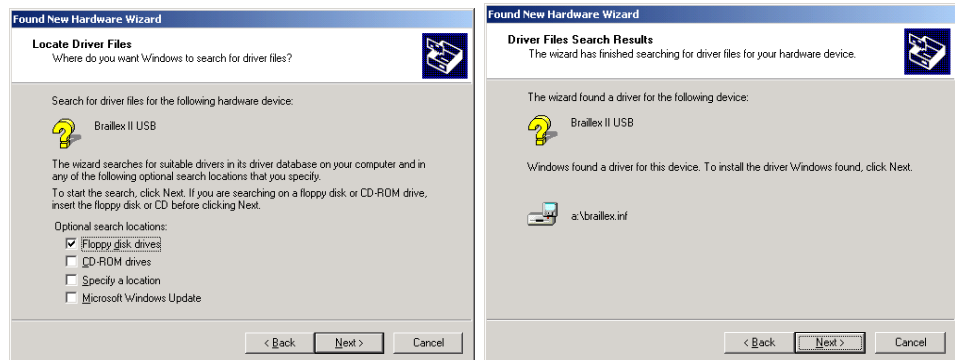 Found New Hardware Wizard
Locate Driver Files
Where do you want Windows to search for driver files?
Search for driver files for the following hardware device:
Braillex II USB
The wizard searches for suitable drivers in its driver database on your computer and in
any of the following optional search locations that you specify.
To start the search, click Next. If you are searching on a floppy disk or CD-ROM drive,
insert the floppy disk or CD before clicking Next.
Optional search locations:
Floppy disk drives
CD-ROM drives
Specify a location
Microsoft Windows Update
< Back
Next >
Cancel
Found New Hardware Wizard
Driver Files Search Results
The wizard has finished searching for driver files for your hardware device.
The wizard found a driver for the following device:
Braillex II USB
Windows found a driver for this device. To install the driver Windows found, click Next.
a:\braillex.inf
< Back
Next >
Cancel